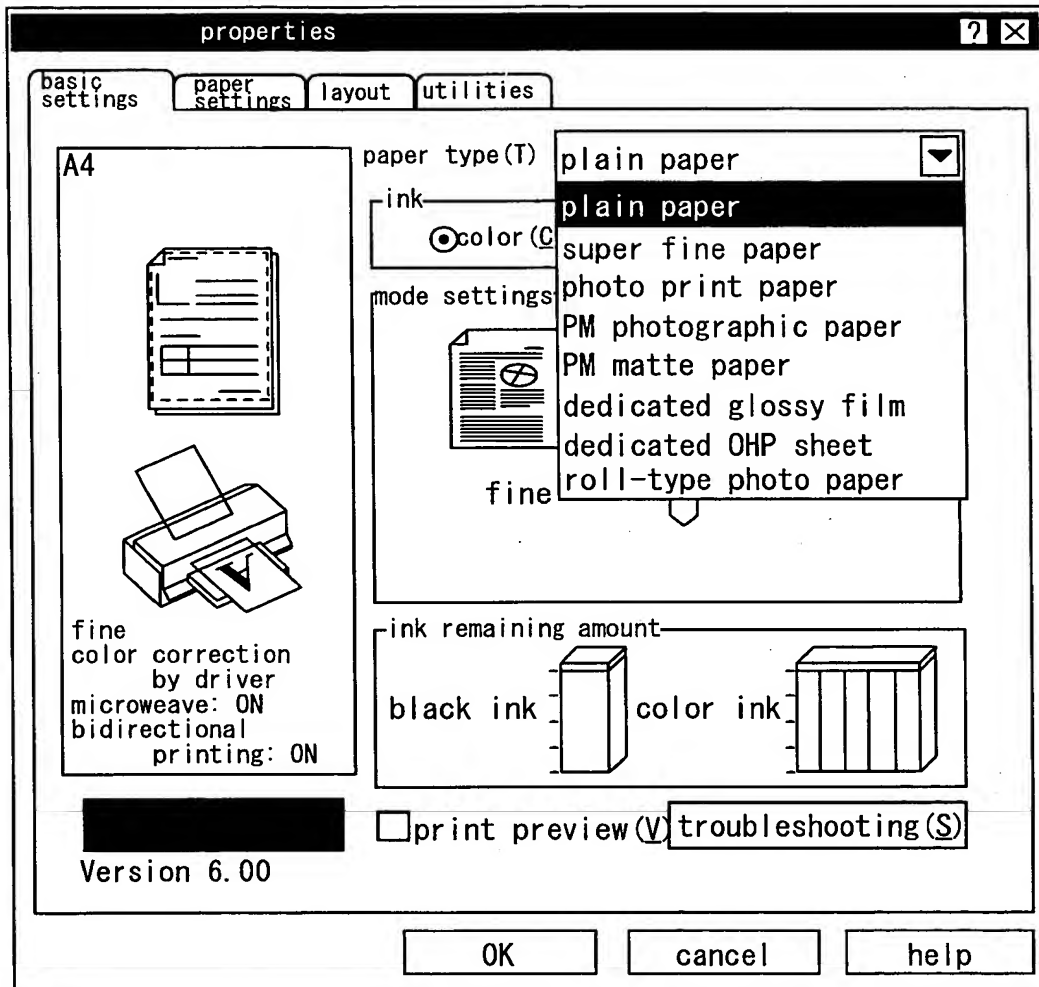 properties
?
basic
settings
paper
settings
layout
utilities
A4
paper type(T)
plain paper
plain paper
super fine paper
photo print paper
PM photographic paper
PM matte paper
dedicated glossy film
dedicated OHP sheet
roll-type photo paper
ink
color(C
mode settings
fine
fine
color correction
by driver
microweave: ON
bidirectional
printing: ON
ink remaining amount
black ink
color ink
print preview(V)
troubleshooting(S)
Version 6.00
OK
cancel
help